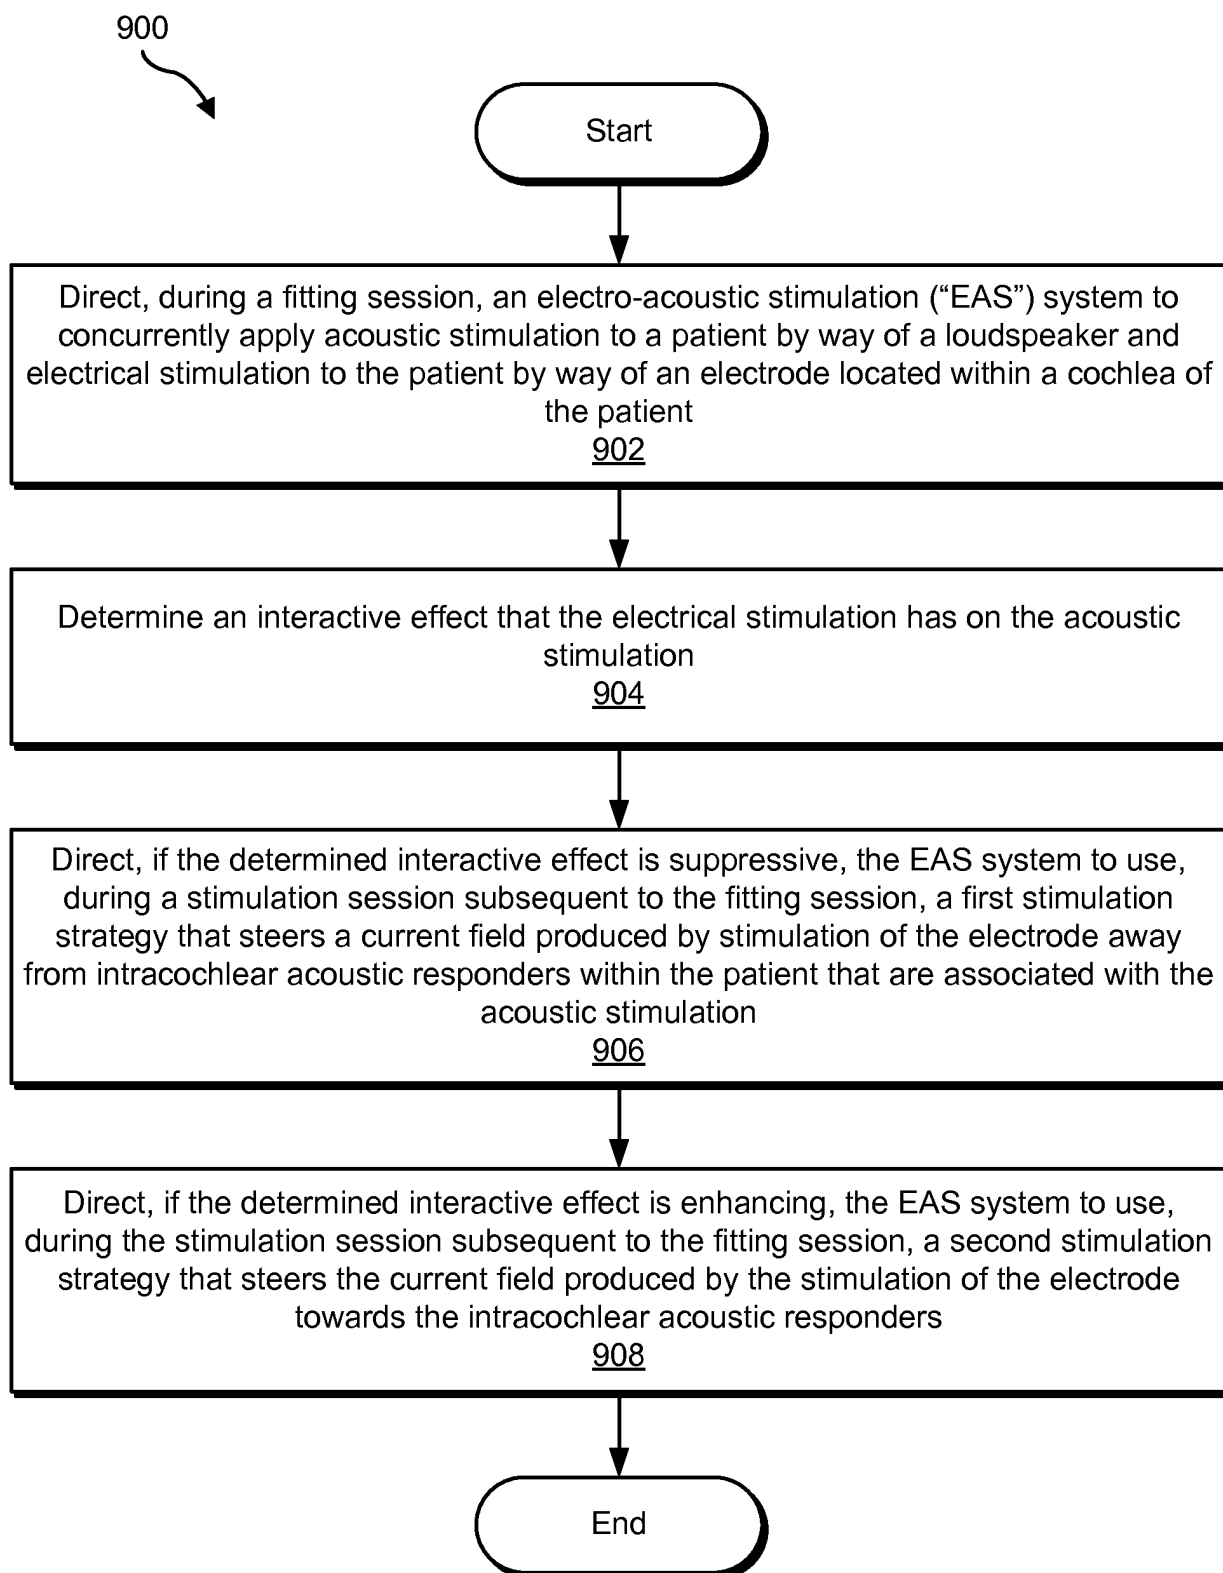 900
Start
Direct, during a fitting session, an electro-acoustic stimulation (“EAS”) system to
concurrently apply acoustic stimulation to a patient by way of a loudspeaker and
electrical stimulation to the patient by way of an electrode located within a cochlea of
the patient
902
Determine an interactive effect that the electrical stimulation has on the acoustic
stimulation
904
Direct, if the determined interactive effect is suppressive, the EAS system to use,
during a stimulation session subsequent to the fitting session, a first stimulation
strategy that steers a current field produced by stimulation of the electrode away
from intracochlear acoustic responders within the patient that are associated with the
acoustic stimulation
906
Direct, if the determined interactive effect is enhancing, the EAS system to use,
during the stimulation session subsequent to the fitting session, a second stimulation
strategy that steers the current field produced by the stimulation of the electrode
towards the intracochlear acoustic responders
908
End